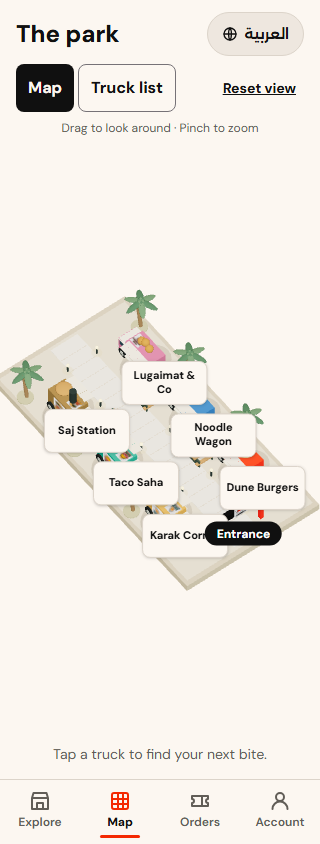 The park
العربية
Map
Truck list
Reset view
Drag to look around · Pinch to zoom
Lugaimat &
Co
Saj Station
Noodle
Wagon
Taco Saha
Dune Burgers
Karak
Entrance
Tap a truck to find your next bite.
Explore
Map
Orders
Account